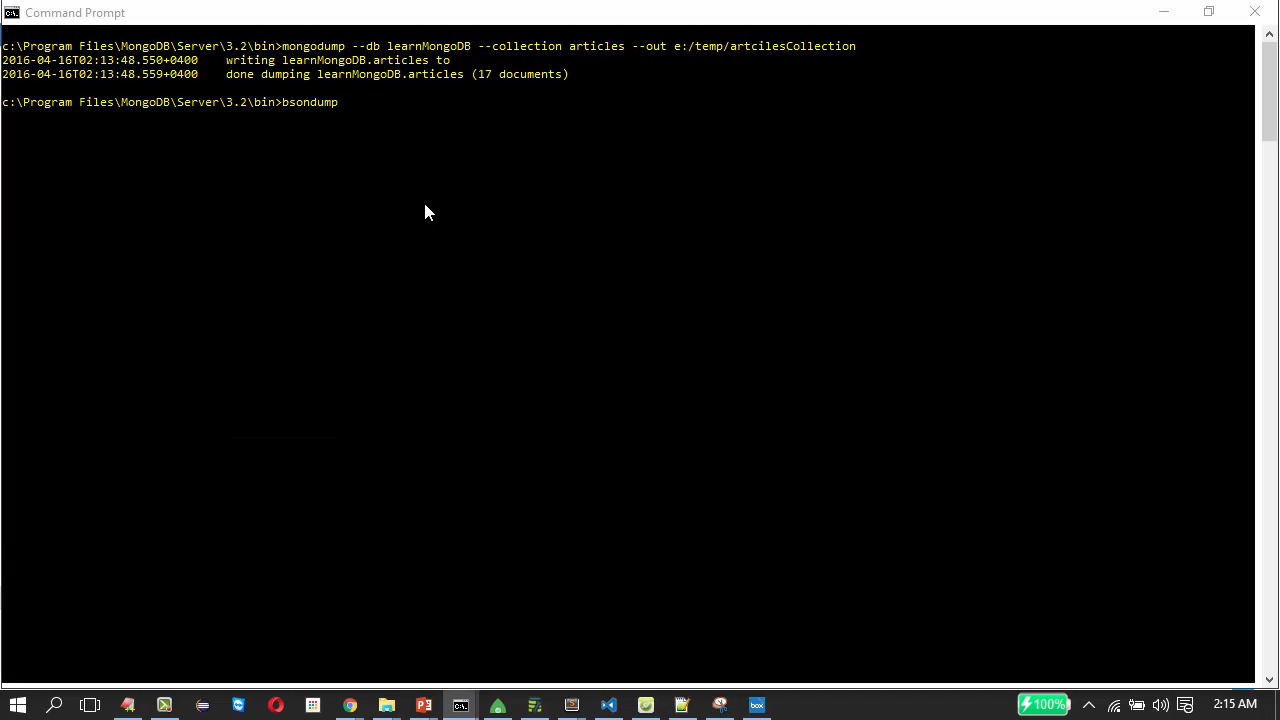 Command Prompt
c:\Program Files\MongoDB\Server\3.2\bin>mongodump --db learnMongoDB --collection articles --out e:/temp/artcilesCollection
2016-04-16T02:13:48.550+0400    writing learnMongoDB.articles to
2016-04-16T02:13:48.559+0400    done dumping learnMongoDB.articles (17 documents)
c:\Program Files\MongoDB\Server\3.2\bin>bsondump
100%
2:15 AM